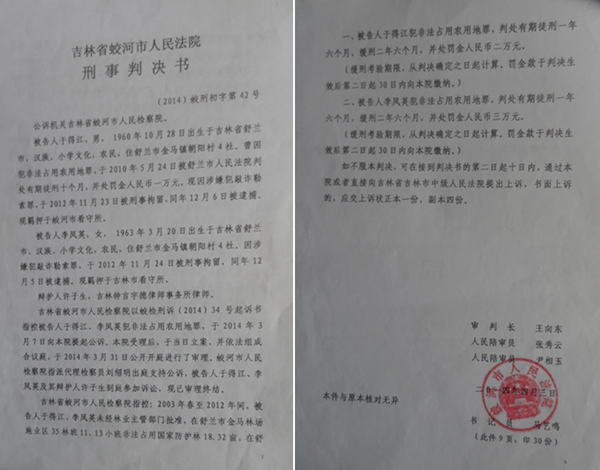 吉林省蛟河市人民法院
刑事判决书
（2014）蛟刑初字第42号
公诉机关吉林省蛟河市人民检察院。
被告人于得江，男，1960年10月28日出生于吉林省舒兰
市，汉族，小学文化，农民，住舒兰市金马镇朝阳村4社。曾因
犯非法占用农用地罪，于2010年5月24日被舒兰市人民法院判
处有期徒刑十个月，并处罚金人民币一万元。现因涉嫌犯敲诈勒
索罪，于2012年11月23日被刑事拘留，同年12月6日被逮捕。
现羁押于蛟河市看守所。
被告人李凤英，女，1963年3月20日出生于吉林省舒兰
市，汉族，小学文化，农民，住舒兰市金马镇朝阳村4社。因涉
嫌犯敲诈勒索罪，于2012年11月24日被刑事拘留，同年12
月5日被逮捕。现羁押于吉林市看守所。
辩护人许子生，吉林钟言宇德律师事务所律师。
吉林省蛟河市人民检察院以蛟检刑诉（2014）34号起诉书
指控被告人于得江、李凤英犯非法占用农用地罪，于2014年3
月7日向本院提起公诉。本院受理后，于当日立案，并依法组成
合议庭，于2014年3月31日公开开庭进行了审理。蛟河市人民
检察院指派代理检察员刘绪明出庭支持公诉，被告人于得江、李
凤英及其辩护人许子生到庭参加诉讼。现已审理终结。
吉林省蛟河市人民检察院指控：2003年春至2012年间，被
告人于得江、李凤英未经林业主管部门批准，在舒兰市金马林场
施业区35林班11、13小班非法占用国家防护林18.32亩，在舒
一、被告人于得江犯非法占用农用地罪，判处有期徒刑一年
六个月，缓刑二年六个月，并处罚金人民币二万元。
（缓刑考验期限，从判决确定之日起计算。罚金款于判决生
效后第二日起30日内向本院缴纳。）
二、被告人李凤英犯非法占用农用地罪，判处有期徒刑一年
六个月，缓刑二年六个月，并处罚金人民币三万元。
（缓刑考验期限，从判决确定之日起计算。罚金款于判决生
效后第二日起30日内向本院缴纳。）
如不服本判决，可在接到判决书的第二日起十日内，通过本
院或者直接向吉林省吉林市中级人民法院提出上诉，书面上诉
的，应交上诉状正本一份，副本四份。
审判长 王向东
人民陪审员 张秀云
人民陪审员 尹相玉
二〇一四年四月三日
蛟河市人民法院
本件与原本核对无异
书记员 马艺鸣
（此件9页，印30份）